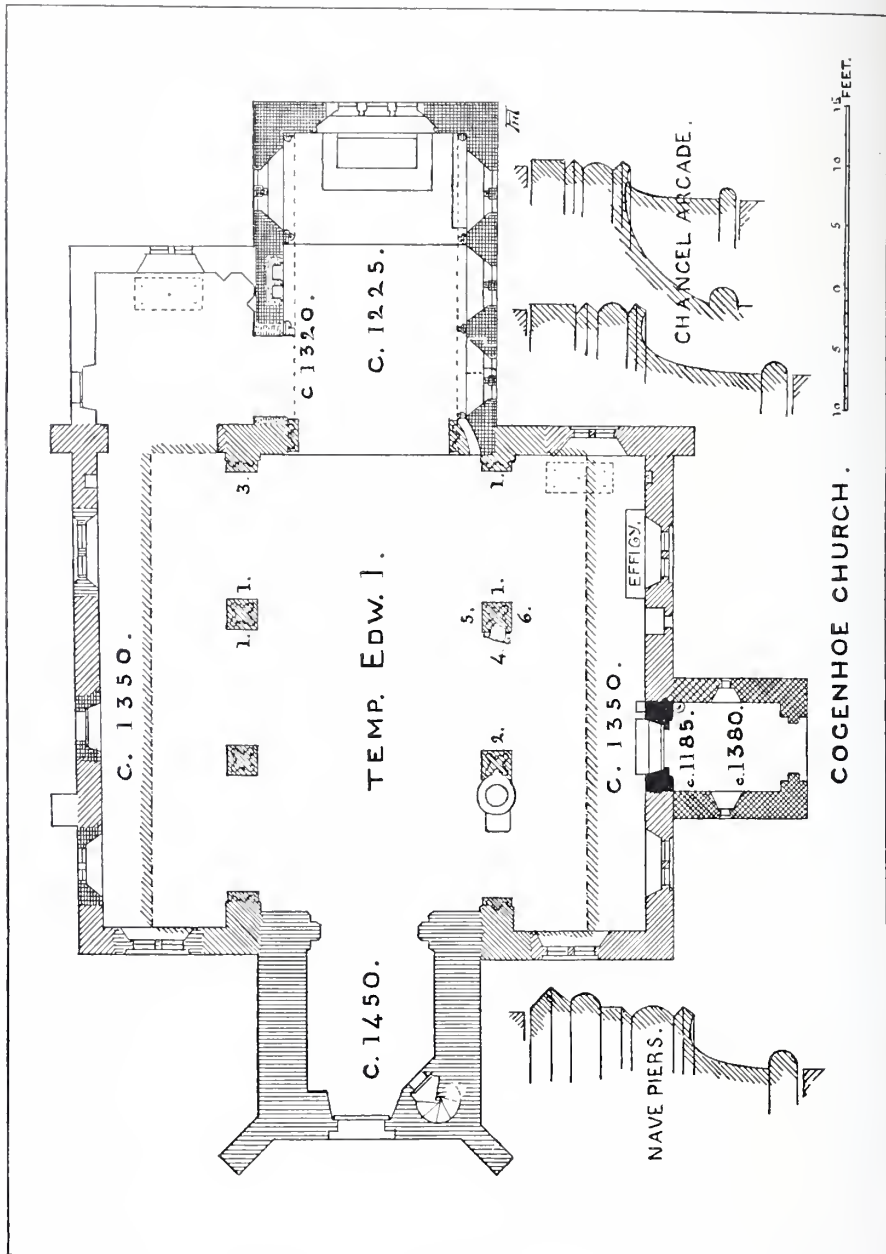 C. 1350.
c 1320.
C. 1225.
3.
1.
1.
1.
TEMP. EDW. I.
5.
1.
4.
6.
2.
C. 1450.
C. 1350.
EFFIGY.
c. 1185.
c. 1380.
NAVE PIERS.
CHANCEL ARCADE.
10 5 0 5 10 15
FEET.
COGENHOE CHURCH.